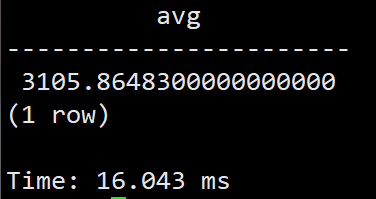 avg
------------------------
3105.8648300000000000
(1 row)
Time: 16.043 ms